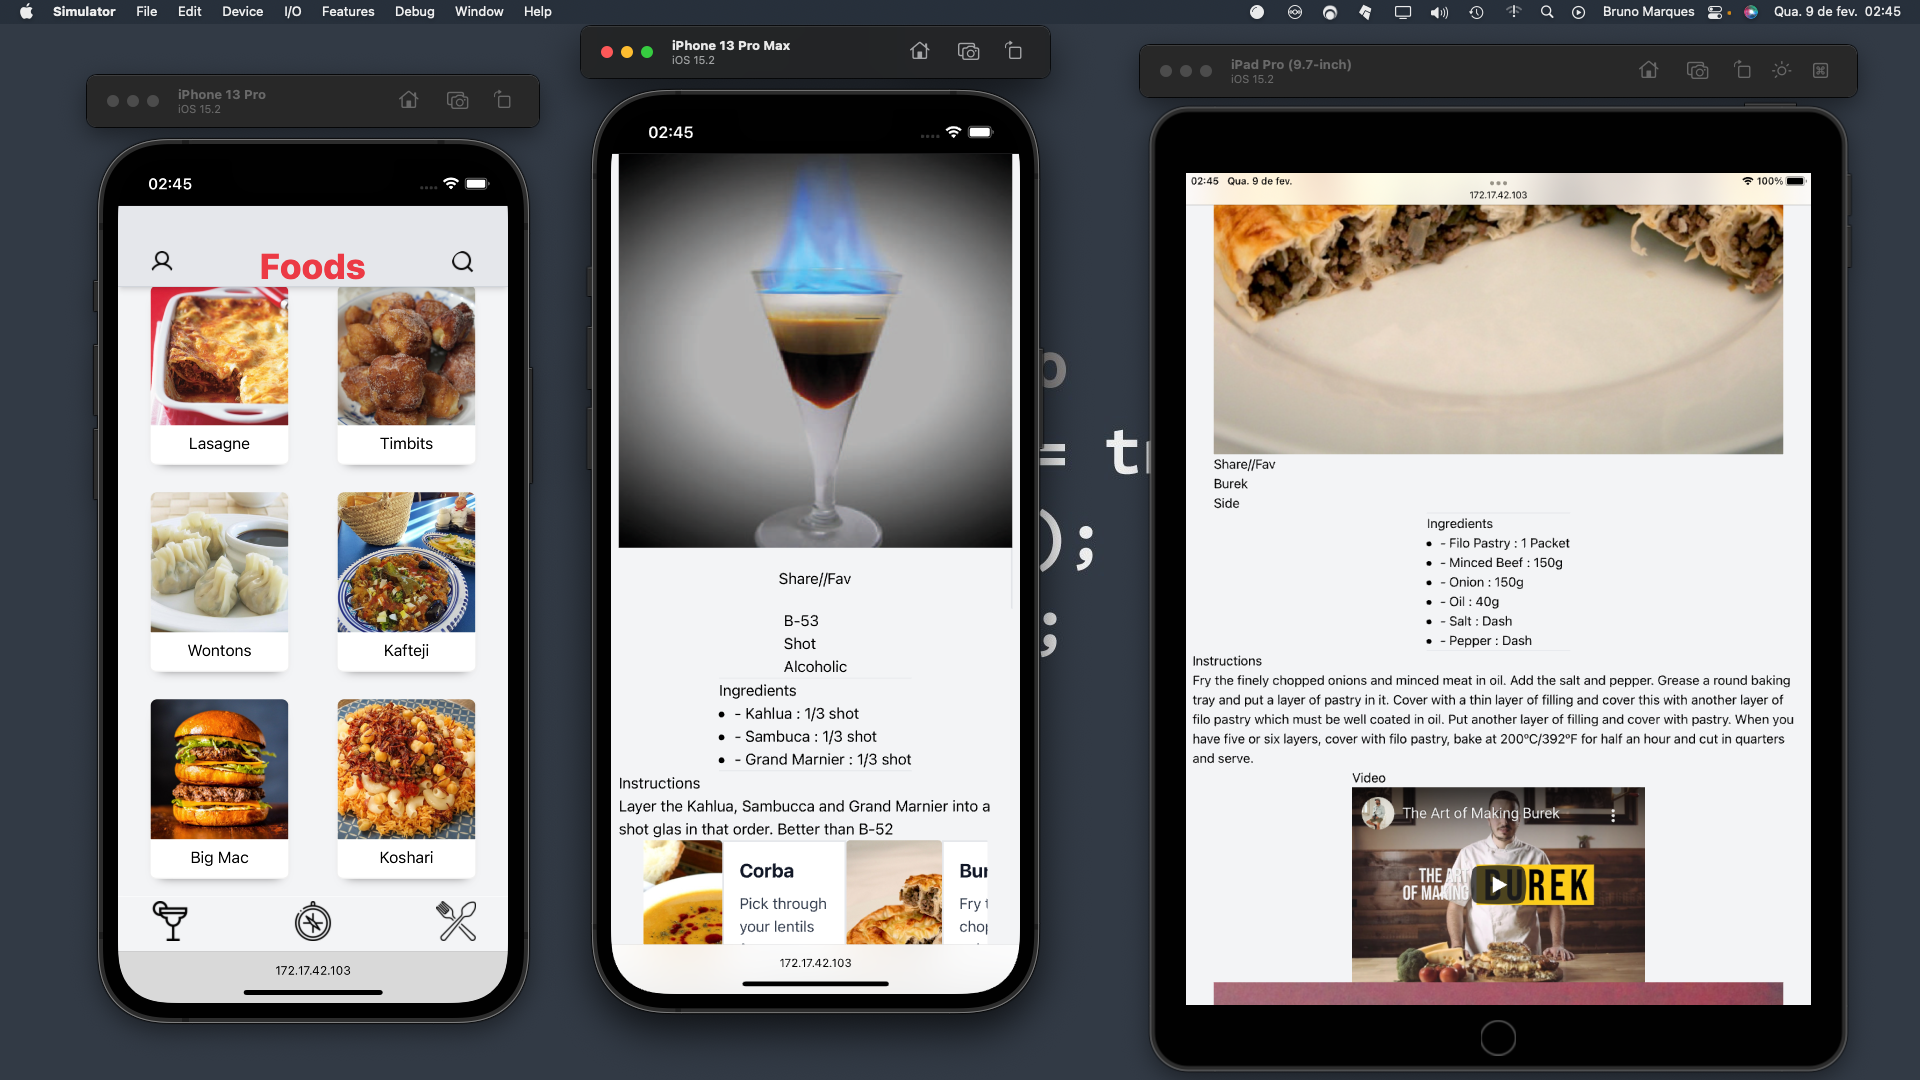 Simulator File Edit Device I/O Features Debug Window Help
Bruno Marques Qua. 9 de fev. 02:45
iPhone 13 Pro
iOS 15.2
02:45
Foods
Lasagne Timbits
Wontons Kafteji
Big Mac Koshari
172.17.42.103
iPhone 13 Pro Max
iOS 15.2
02:45
Share//Fav
B-53
Shot
Alcoholic
Ingredients
- Kahlua : 1/3 shot
- Sambuca : 1/3 shot
- Grand Marnier : 1/3 shot
Instructions
Layer the Kahlua, Sambucca and Grand Marnier into a
shot glas in that order. Better than B-52
Corba
Pick through
your lentils
172.17.42.103
= t
);
;
iPad Pro (9.7-inch)
iOS 15.2
02:45 Qua. 9 de fev. 100%
172.17.42.103
Share//Fav
Burek
Side
Ingredients
- Filo Pastry : 1 Packet
- Minced Beef : 150g
- Onion : 150g
- Oil : 40g
- Salt : Dash
- Pepper : Dash
Instructions
Fry the finely chopped onions and minced meat in oil. Add the salt and pepper. Grease a round baking
tray and put a layer of pastry in it. Cover with a thin layer of filling and cover this with another layer of
filo pastry which must be well coated in oil. Put another layer of filling and cover with pastry. When you
have five or six layers, cover with filo pastry, bake at 200ºC/392ºF for half an hour and cut in quarters
and serve.
Video
The Art of Making Burek
THE ART
OF MAKING BUREK